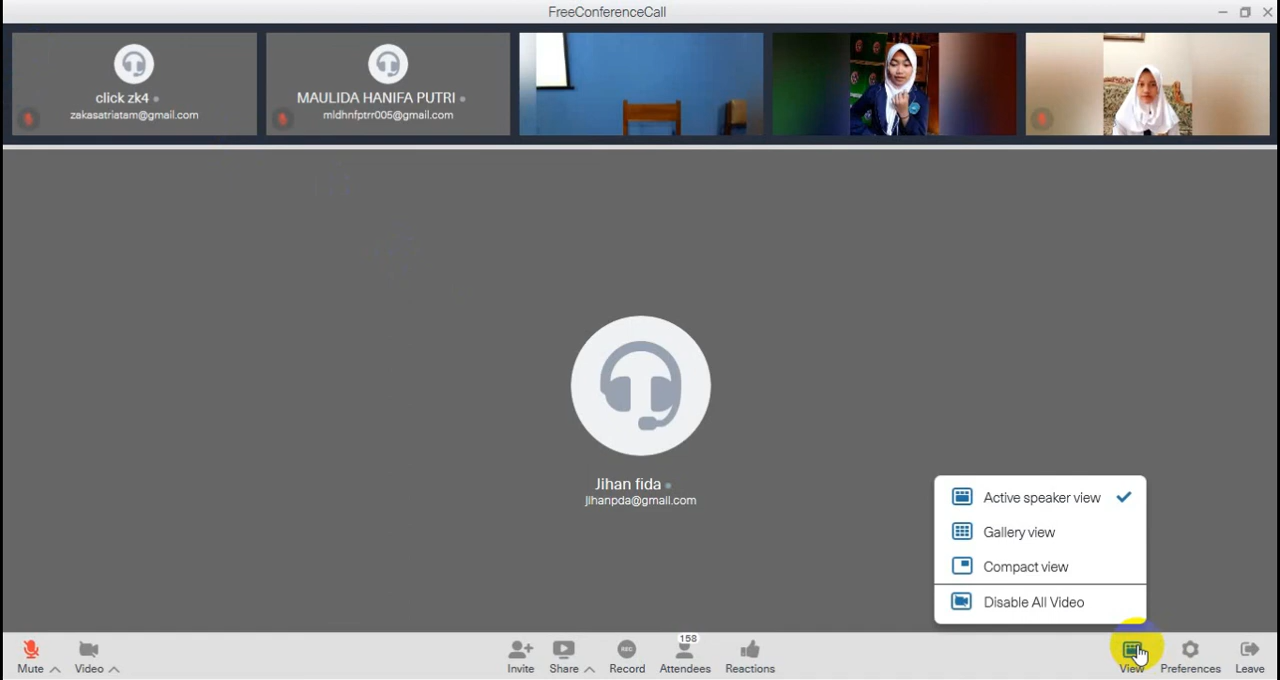 FreeConferenceCall
click zk4
zakasatriatam@gmail.com
MAULIDA HANIFA PUTRI
mldhnfptrr005@gmail.com
Jihan fida
jihanpda@gmail.com
Active speaker view
Gallery view
Compact view
Disable All Video
Mute
Video
Invite
Share
REC
Record
158
Attendees
Reactions
View
Preferences
Leave